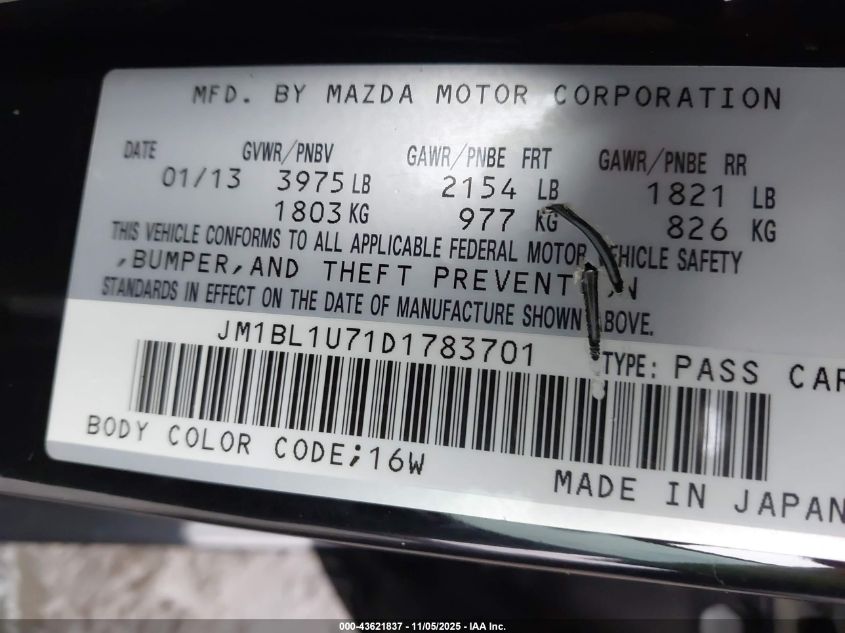 MFD. BY MAZDA MOTOR CORPORATION
DATE GVWR/PNBV GAWR/PNBE FRT GAWR/PNBE RR
01/13 3975 LB 2154 LB 1821 LB
1803 KG 977 KG 826 KG
THIS VEHICLE CONFORMS TO ALL APPLICABLE FEDERAL MOTOR VEHICLE SAFETY
,BUMPER,AND THEFT PREVENTION
STANDARDS IN EFFECT ON THE DATE OF MANUFACTURE SHOWN ABOVE.
JM1BL1U71D1783701
TYPE: PASS CAR
BODY COLOR CODE;16W
MADE IN JAPAN
000-43621837 - 11/05/2025 - IAA Inc.